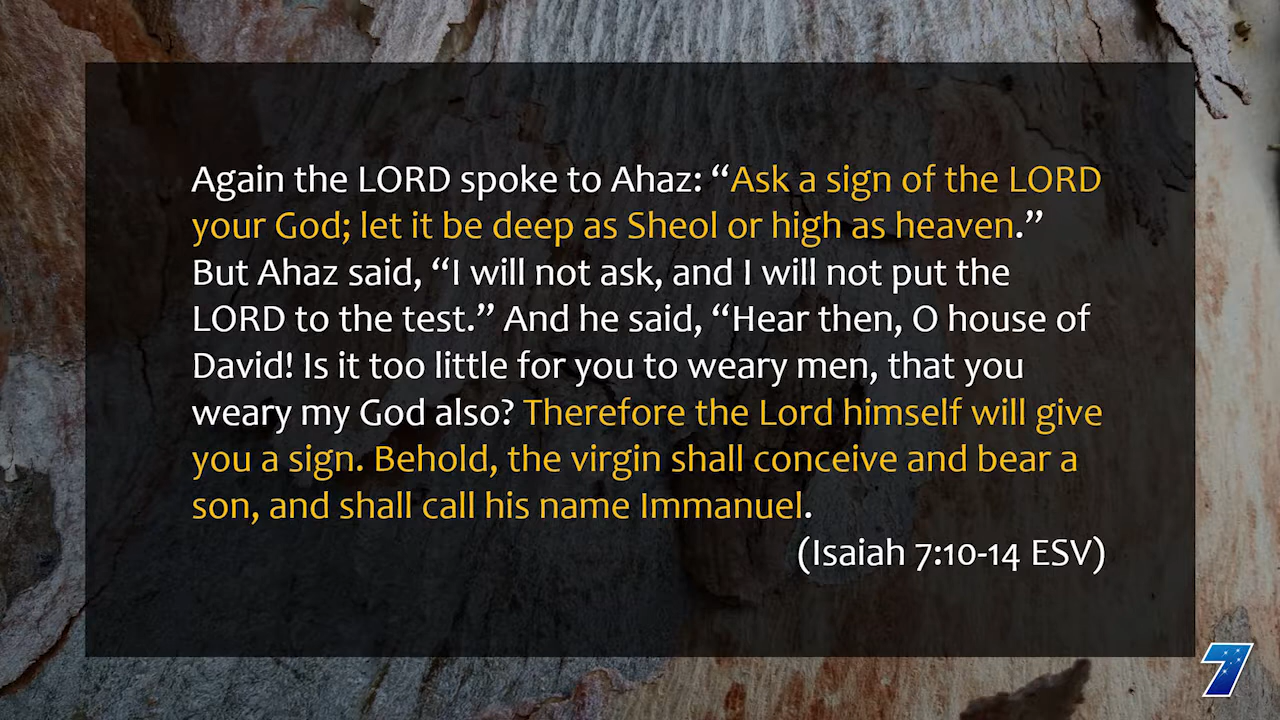 Again the LORD spoke to Ahaz: “Ask a sign of the LORD
your God; let it be deep as Sheol or high as heaven.”
But Ahaz said, “I will not ask, and I will not put the
LORD to the test.” And he said, “Hear then, O house of
David! Is it too little for you to weary men, that you
weary my God also? Therefore the Lord himself will give
you a sign. Behold, the virgin shall conceive and bear a
son, and shall call his name Immanuel.
(Isaiah 7:10-14 ESV)
7